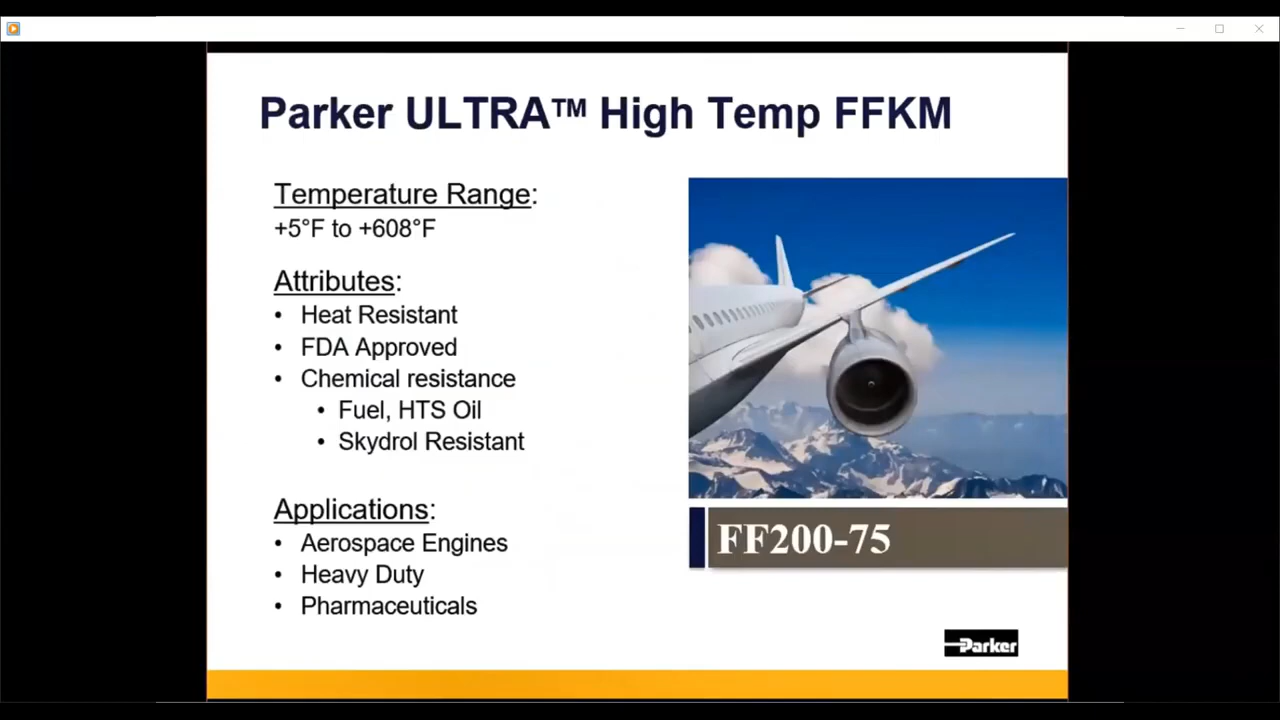 Parker ULTRA™ High Temp FFKM
Temperature Range:
+5°F to +608°F
Attributes:
• Heat Resistant
• FDA Approved
• Chemical resistance
• Fuel, HTS Oil
• Skydrol Resistant
Applications:
• Aerospace Engines
• Heavy Duty
• Pharmaceuticals
FF200-75
Parker